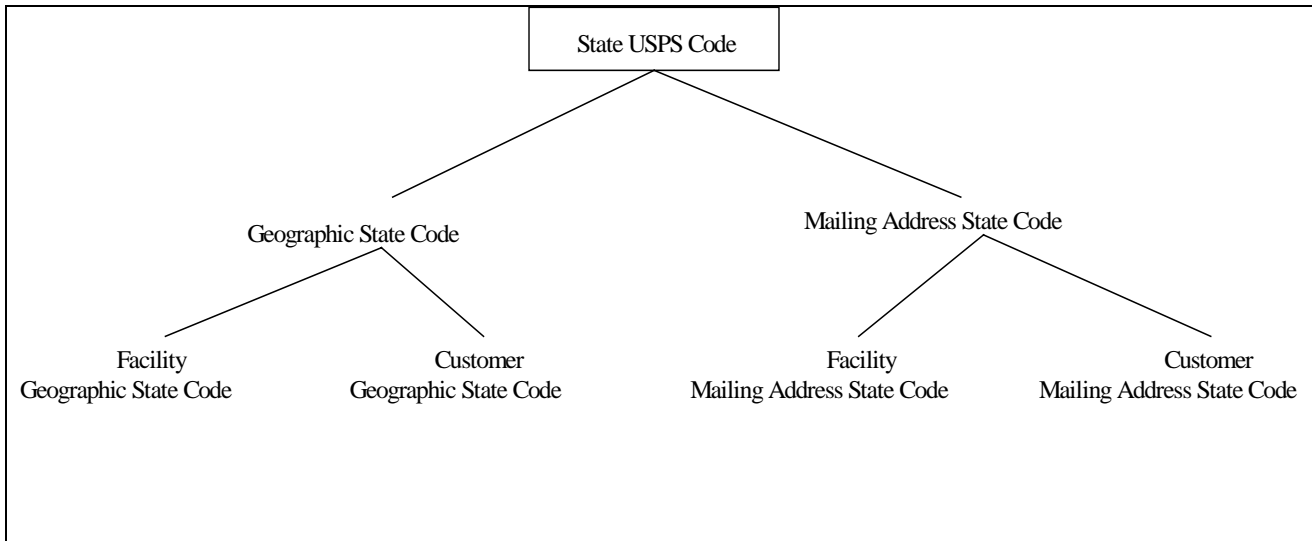 State USPS Code
Geographic State Code
Mailing Address State Code
Facility
Geographic State Code
Customer
Geographic State Code
Facility
Mailing Address State Code
Customer
Mailing Address State Code